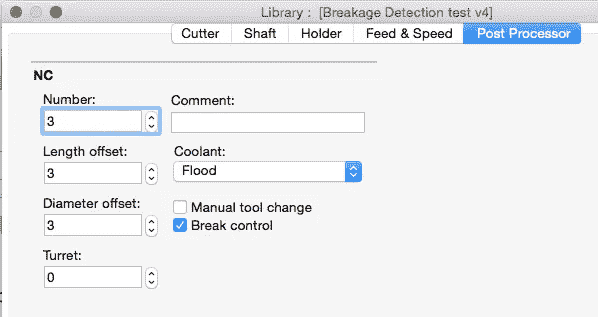 Library : [Breakage Detection test v4]
Cutter Shaft Holder Feed & Speed Post Processor
NC
Number: Comment:
3
Length offset: Coolant:
3 Flood
Diameter offset: Manual tool change
3 Break control
Turret:
0